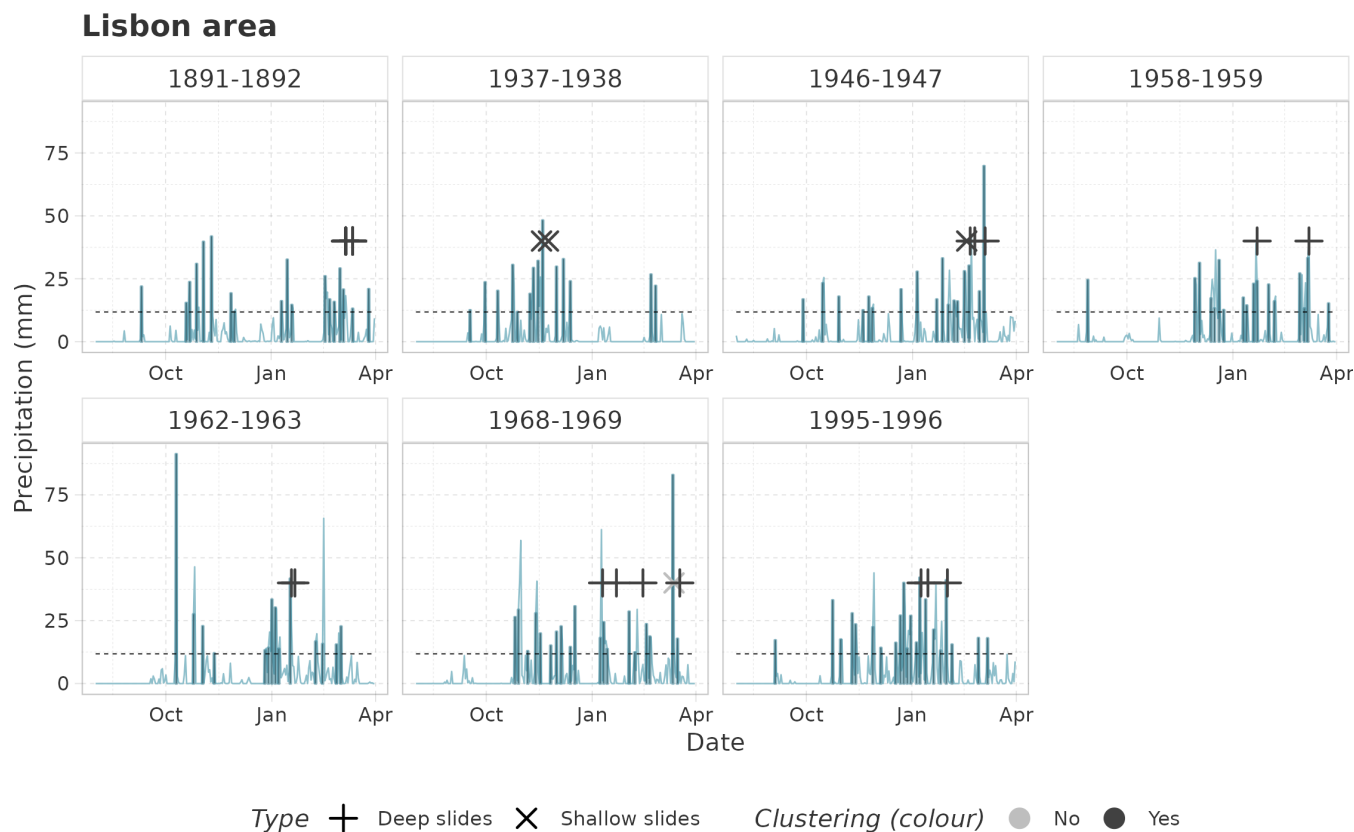 Lisbon area
1891-1892 1937-1938 1946-1947 1958-1959
Precipitation (mm)
75
50
25
0
Oct Jan Apr Oct Jan Apr Oct Jan Apr Oct Jan Apr
1962-1963 1968-1969 1995-1996
75
50
25
0
Oct Jan Apr Oct Jan Apr Oct Jan Apr
Date
Type Deep slides Shallow slides Clustering (colour) No Yes